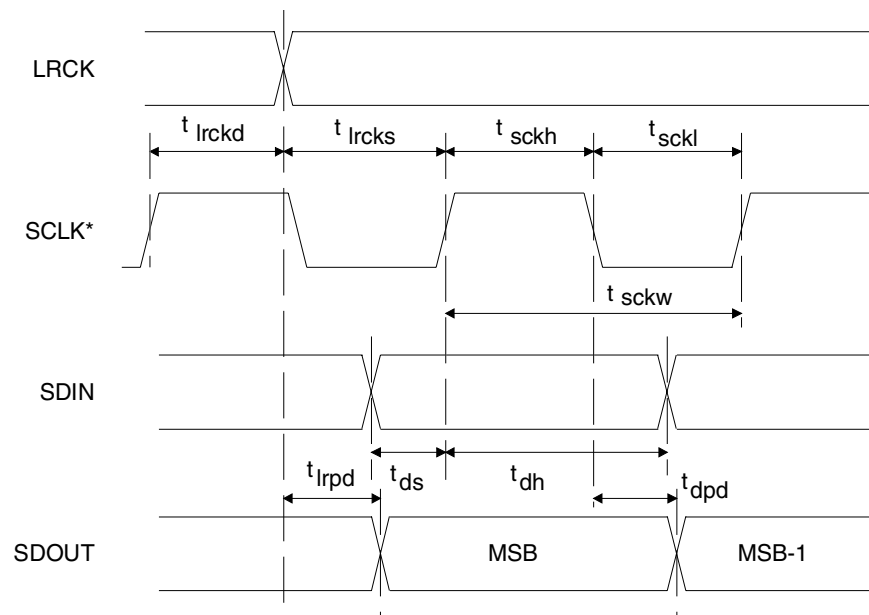 LRCK
t lrckd t lrcks t sckh t sckl
SCLK*
t sckw
SDIN
t lrpd t ds t dh t dpd
SDOUT MSB MSB-1